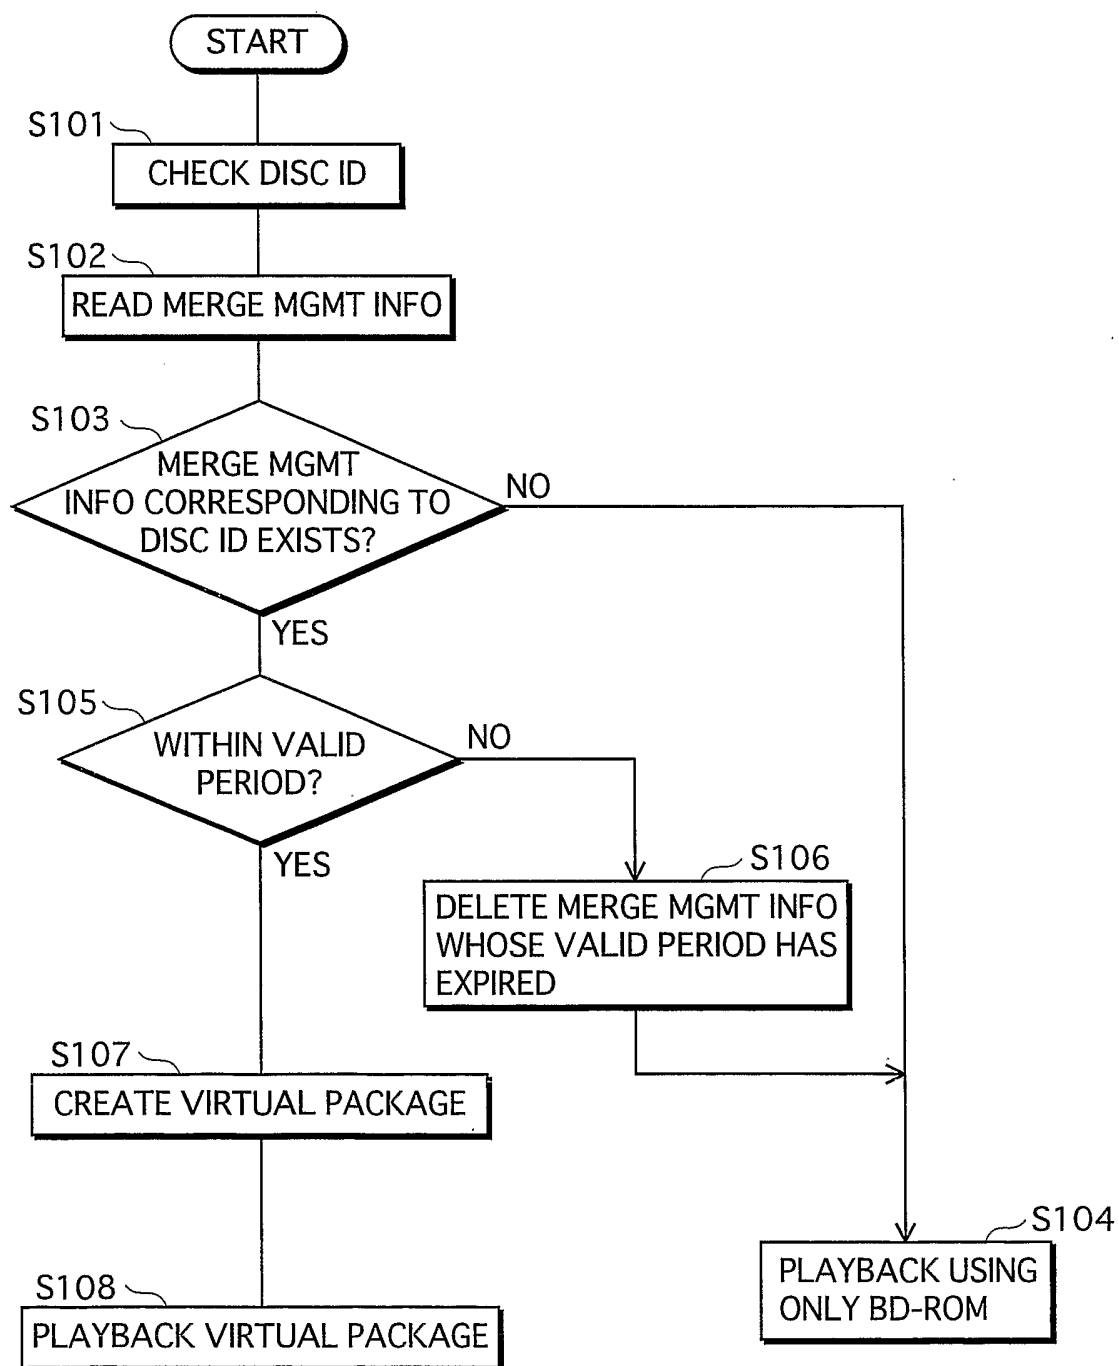 START
S101
CHECK DISC ID
S102
READ MERGE MGMT INFO
S103
MERGE MGMT
INFO CORRESPONDING TO
DISC ID EXISTS?
NO
YES
S105
WITHIN VALID
PERIOD?
NO
YES
S106
DELETE MERGE MGMT INFO
WHOSE VALID PERIOD HAS
EXPIRED
S107
CREATE VIRTUAL PACKAGE
S104
PLAYBACK USING
ONLY BD-ROM
S108
PLAYBACK VIRTUAL PACKAGE